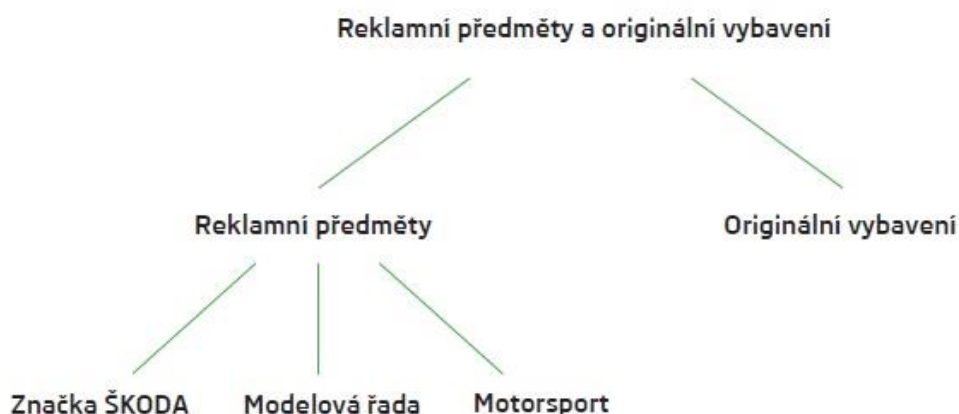 Reklamní předměty a originální vybavení
Reklamní předměty
Originální vybavení
Značka ŠKODA
Modelová řada
Motorsport